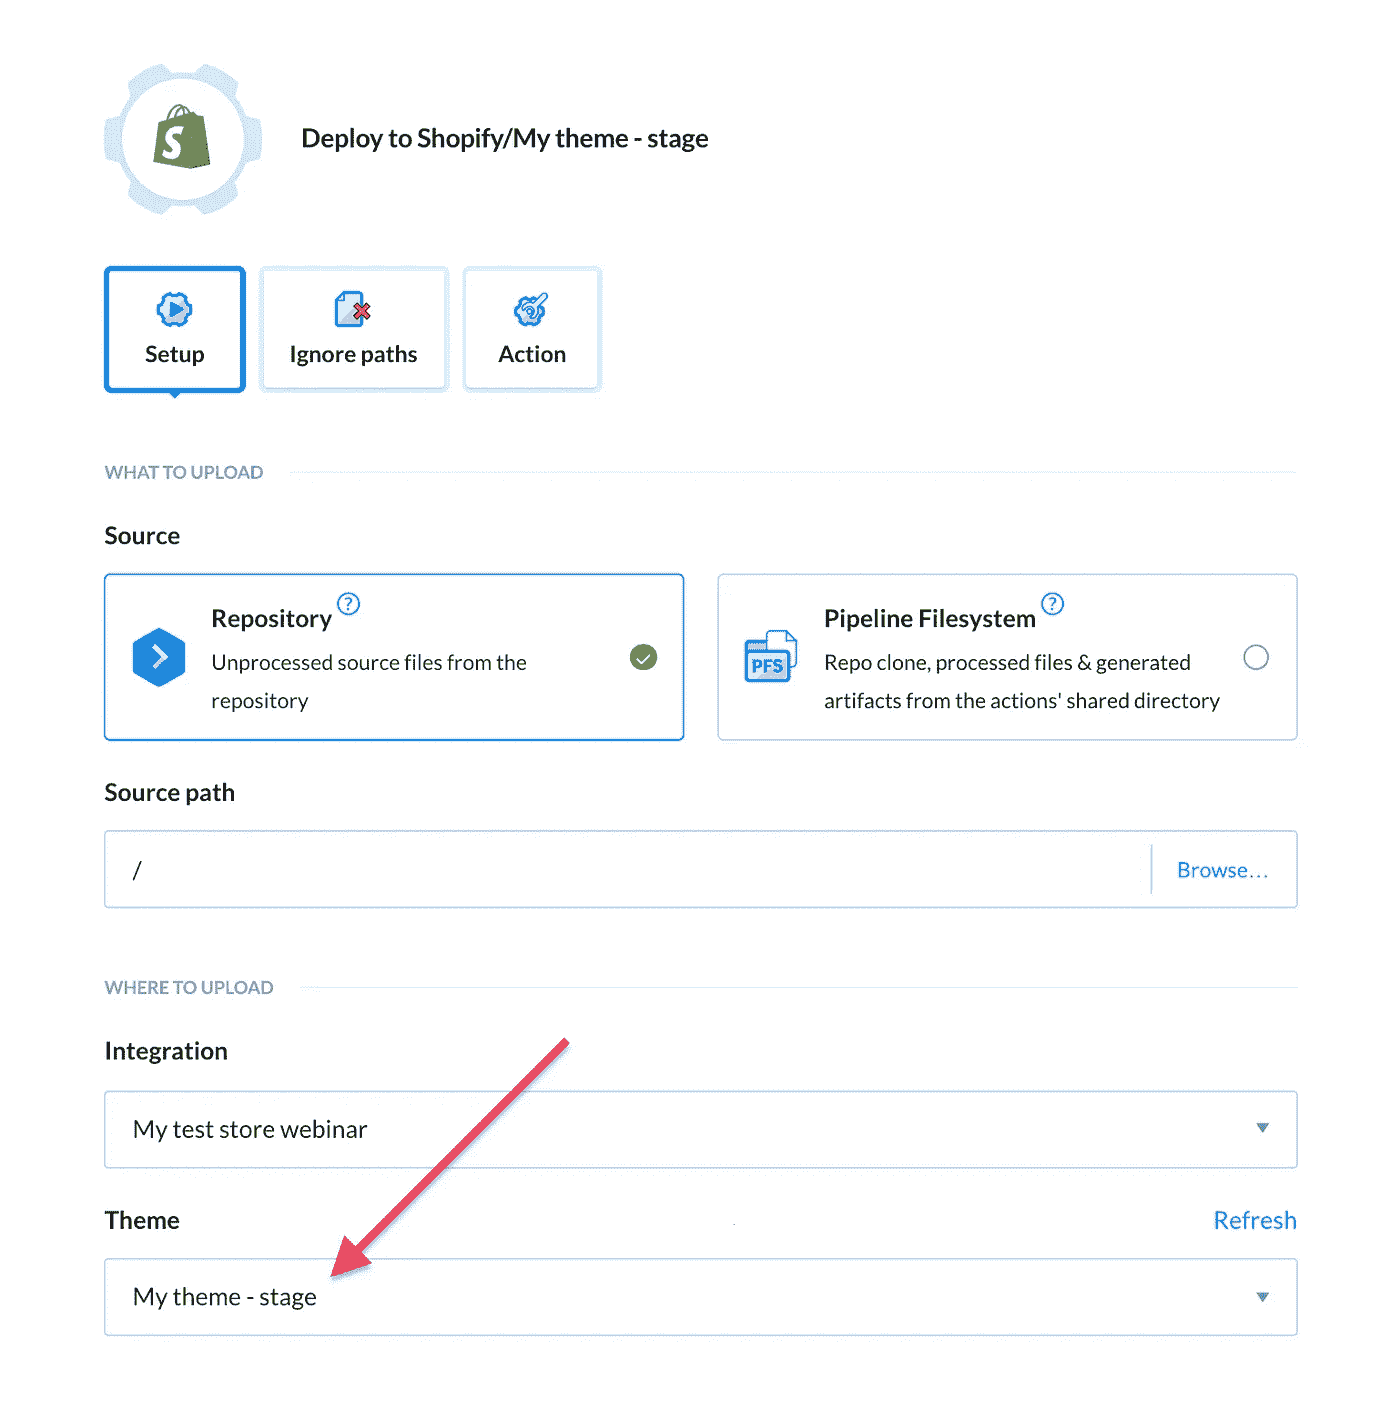 Deploy to Shopify/My theme - stage
Setup
Ignore paths
Action
WHAT TO UPLOAD
Source
Repository ?
Unprocessed source files from the
repository
PFS
Pipeline Filesystem ?
Repo clone, processed files & generated
artifacts from the actions' shared directory
Source path
/
Browse...
WHERE TO UPLOAD
Integration
My test store webinar
Theme
Refresh
My theme - stage